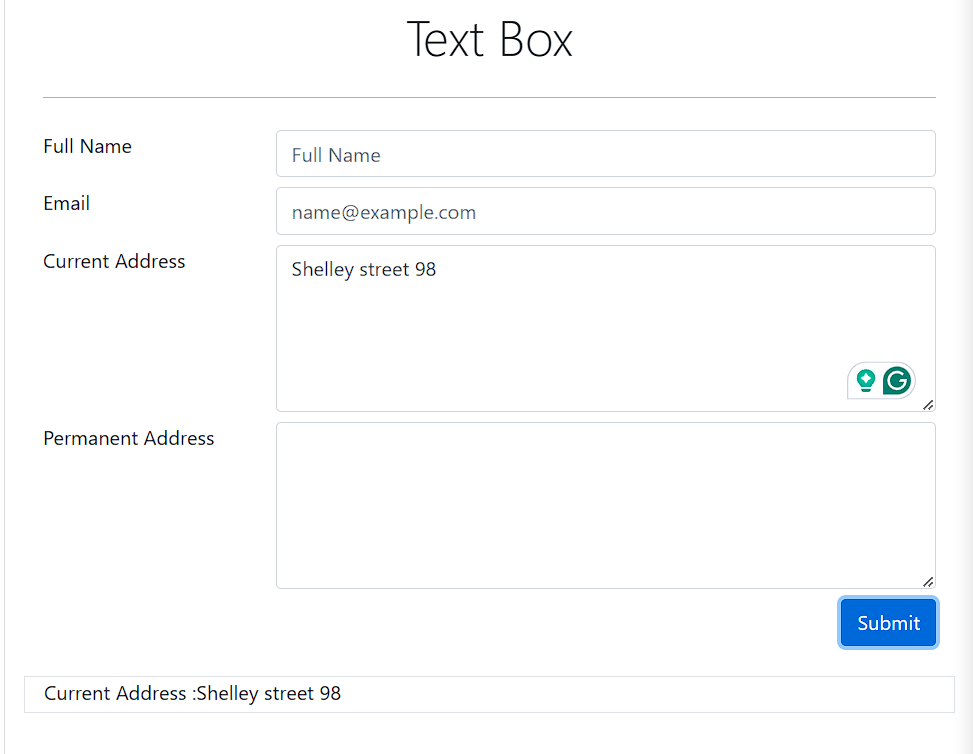 Text Box
Full Name
Full Name
Email
name@example.com
Current Address
Shelley street 98
Permanent Address
Submit
Current Address :Shelley street 98